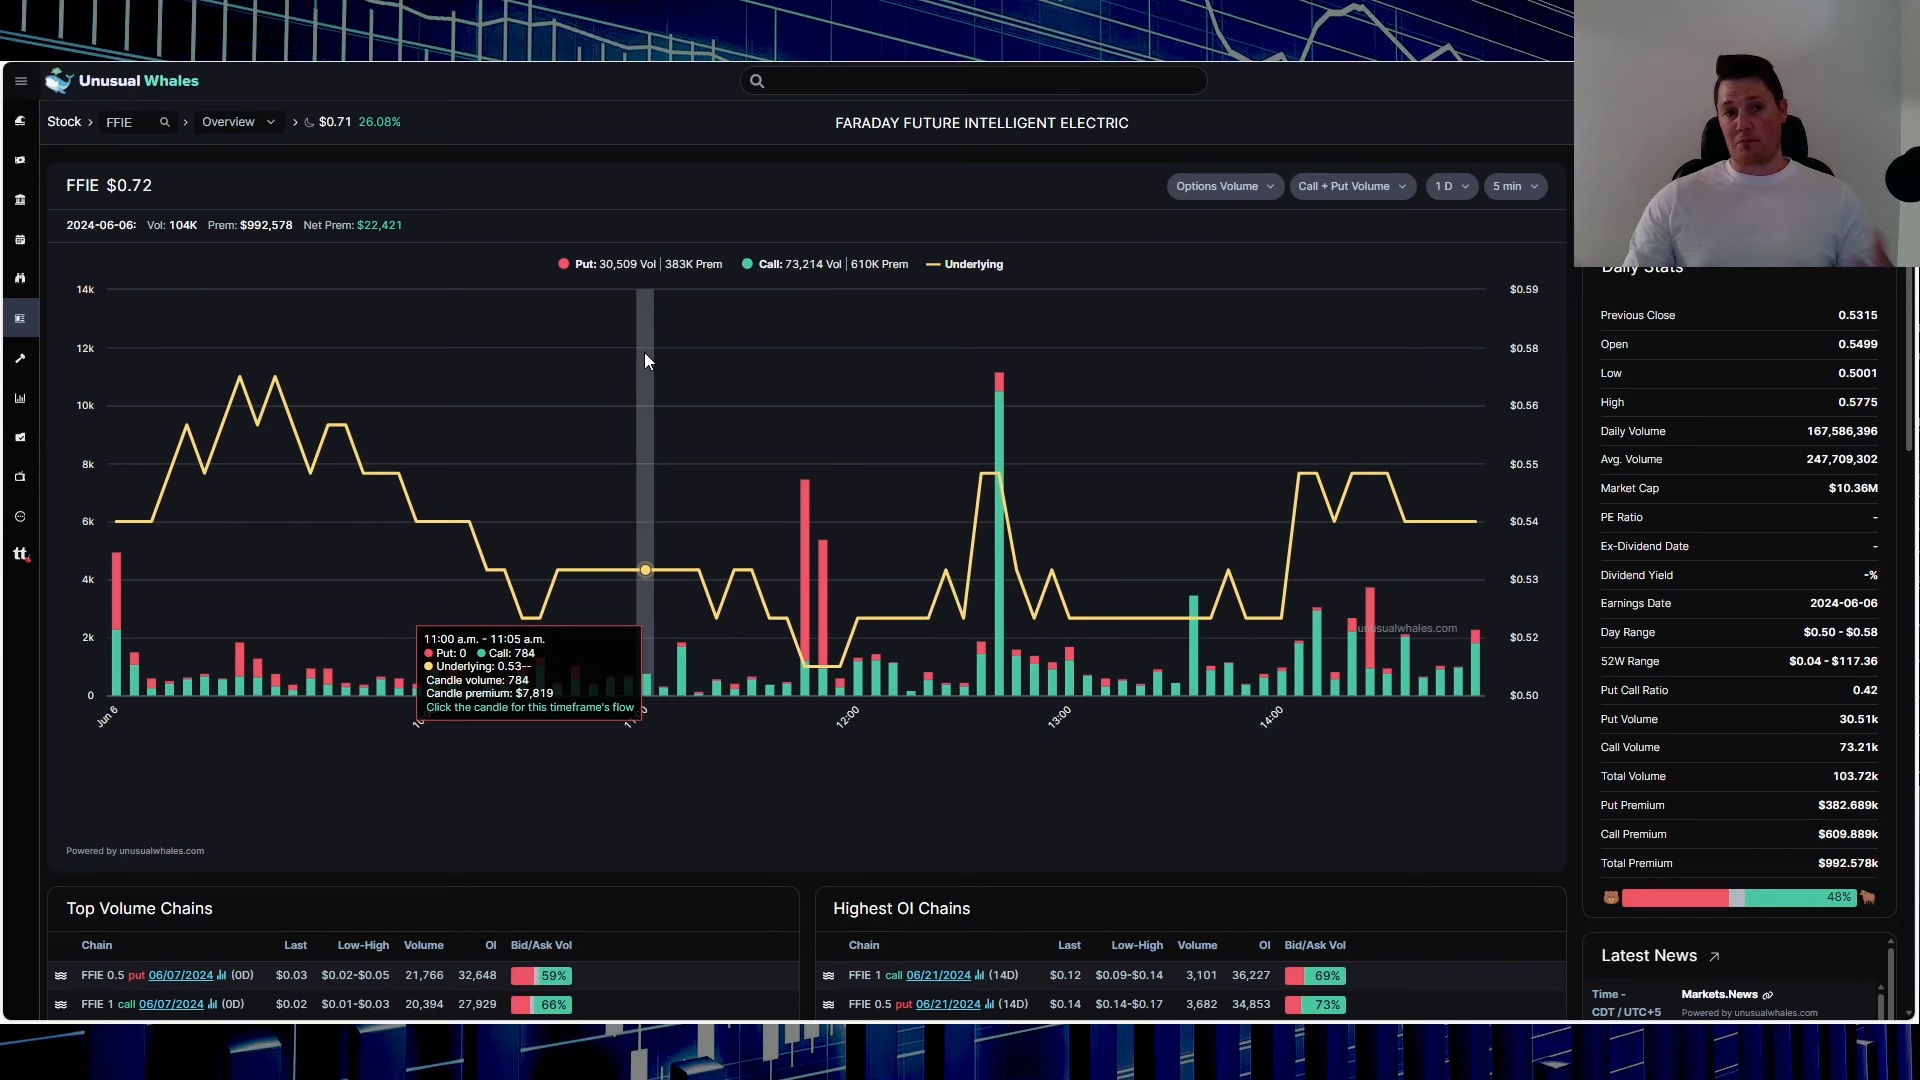 Unusual Whales
Stock > FFIE > Overview > $0.71 26.08%
FARADAY FUTURE INTELLIGENT ELECTRIC
FFIE $0.72
Options Volume
Call + Put Volume
1 D
5 min
2024-06-06: Vol: 104K Prem: $992,578 Net Prem: $22,421
Put: 30,509 Vol | 383K Prem
Call: 73,214 Vol | 610K Prem
Underlying
14k
12k
10k
8k
6k
4k
2k
0
$0.59
$0.58
$0.56
$0.55
$0.54
$0.53
$0.52
$0.50
unusualwhales.com
11:00 a.m. - 11:05 a.m.
Put: 0 Call: 784
Underlying: 0.53--
Candle volume: 784
Candle premium: $7,819
Click the candle for this timeframe's flow
Jun 6
12:00
13:00
14:00
Powered by unusualwhales.com
Daily Stats
Previous Close 0.5315
Open 0.5499
Low 0.5001
High 0.5775
Daily Volume 167,586,396
Avg. Volume 247,709,302
Market Cap $10.36M
PE Ratio -
Ex-Dividend Date -
Dividend Yield -%
Earnings Date 2024-06-06
Day Range $0.50 - $0.58
52W Range $0.04 - $117.36
Put Call Ratio 0.42
Put Volume 30.51k
Call Volume 73.21k
Total Volume 103.72k
Put Premium $382.689k
Call Premium $609.889k
Total Premium $992.578k
48%
Top Volume Chains
Chain Last Low-High Volume OI Bid/Ask Vol
FFIE 0.5 put 06/07/2024 (0D) $0.03 $0.02-$0.05 21,766 32,648 59%
FFIE 1 call 06/07/2024 (0D) $0.02 $0.01-$0.03 20,394 27,929 66%
Highest OI Chains
Chain Last Low-High Volume OI Bid/Ask Vol
FFIE 1 call 06/21/2024 (14D) $0.12 $0.09-$0.14 3,101 36,227 69%
FFIE 0.5 put 06/21/2024 (14D) $0.14 $0.14-$0.17 3,682 34,853 73%
Latest News
Time -
CDT / UTC+5
Markets.News
Powered by unusualwhales.com
tt